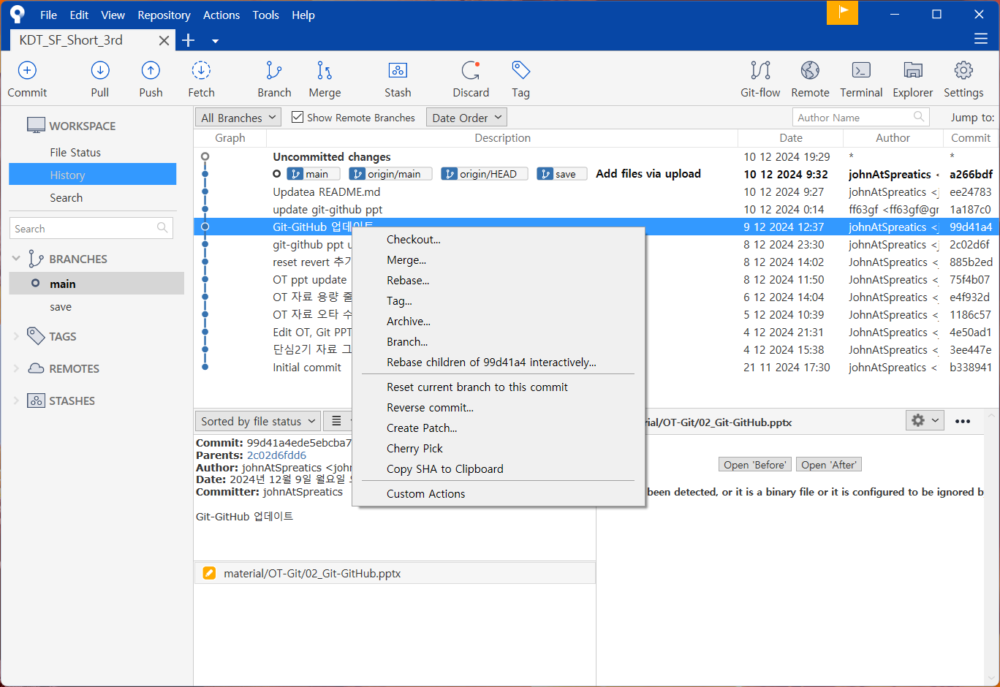 File Edit View Repository Actions Tools Help
KDT_SF_Short_3rd
Commit Pull Push Fetch Branch Merge Stash Discard Tag Git-flow Remote Terminal Explorer Settings
WORKSPACE
File Status
History
Search
Search
BRANCHES
main
save
TAGS
REMOTES
STASHES
All Branches Show Remote Branches Date Order Author Name Jump to:
Graph Description Date Author Commit
Uncommitted changes 10 12 2024 19:29 * *
main origin/main origin/HEAD save Add files via upload 10 12 2024 9:32 johnAtSpreatics < a266bdf
Updatea README.md 10 12 2024 9:27 johnAtSpreatics < ee24783
update git-github ppt 10 12 2024 0:14 ff63gf <ff63gf@gr 1a187c0
Git-GitHub 업데이트 9 12 2024 12:37 johnAtSpreatics < 99d41a4
git-github ppt u 8 12 2024 23:30 johnAtSpreatics < 2c02d6f
reset revert 추가 8 12 2024 14:02 JohnAtSpreatics < 885b2ed
OT ppt update 8 12 2024 11:50 JohnAtSpreatics < 75f4b07
OT 자료 용량 줄 6 12 2024 14:04 JohnAtSpreatics < e4f932d
OT 자료 오타 수 5 12 2024 10:39 JohnAtSpreatics < 1186c57
Edit OT, Git PPT 4 12 2024 21:31 JohnAtSpreatics < 4e50ad1
단심2기 자료 그 4 12 2024 15:38 JohnAtSpreatics < 3ee447e
Initial commit 21 11 2024 17:30 johnAtSpreatics < b338941
Checkout...
Merge...
Rebase...
Tag...
Archive...
Branch...
Rebase children of 99d41a4 interactively...
Reset current branch to this commit
Reverse commit...
Create Patch...
Cherry Pick
Copy SHA to Clipboard
Custom Actions
Sorted by file status
Commit: 99d41a4ede5ebcba7
Parents: 2c02d6fdd6
Author: johnAtSpreatics <john
Date: 2024년 12월 9일 월요일
Committer: johnAtSpreatics
Git-GitHub 업데이트
material/OT-Git/02_Git-GitHub.pptx
ial/OT-Git/02_Git-GitHub.pptx
Open 'Before' Open 'After'
been detected, or it is a binary file or it is configured to be ignored b